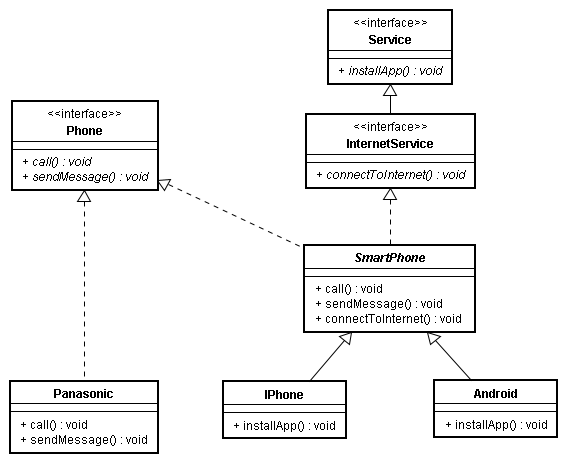 <<interface>>
Service
+ installApp() : void
<<interface>>
Phone
+ call() : void
+ sendMessage() : void
<<interface>>
InternetService
+ connectToInternet() : void
SmartPhone
+ call() : void
+ sendMessage() : void
+ connectToInternet() : void
Panasonic
+ call() : void
+ sendMessage() : void
IPhone
+ installApp() : void
Android
+ installApp() : void